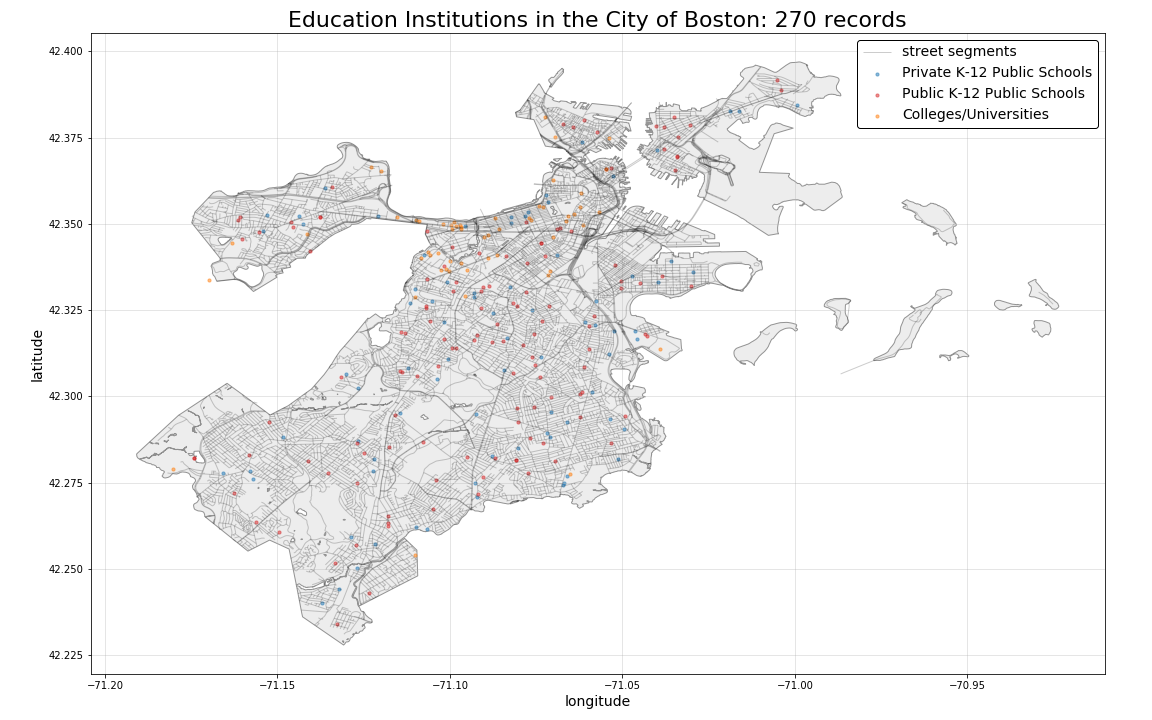 Education Institutions in the City of Boston: 270 records
street segments
Private K-12 Public Schools
Public K-12 Public Schools
Colleges/Universities
latitude
42.400
42.375
42.350
42.325
42.300
42.275
42.250
42.225
−71.20
−71.15
−71.10
−71.05
−71.00
−70.95
longitude